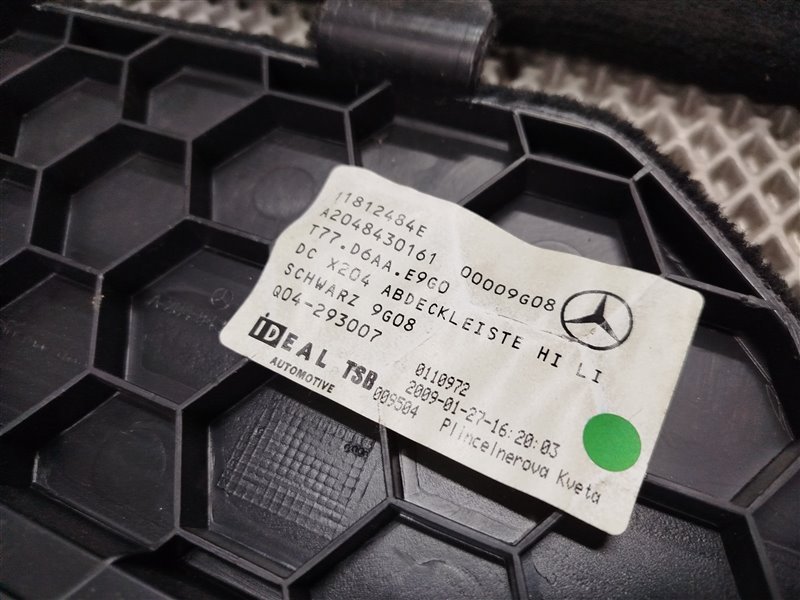 11812484E
A2048430161 00009G08
T77.D6AA.E9G0
DC X204 ABDECKLEISTE HI LI
SCHWARZ 9G08
Q04-293007
iDEAL TSB
AUTOMOTIVE
0110972
009504 2009-01-27-16:20:03
Plincelnerova Kveta